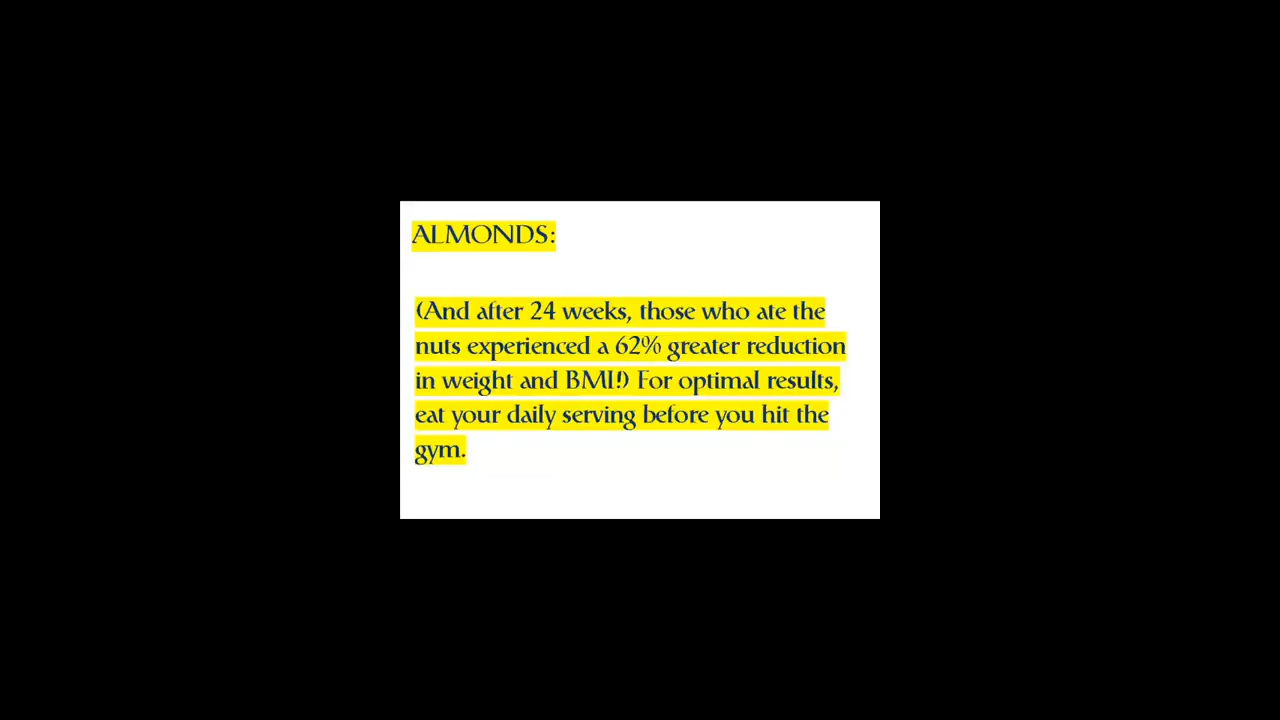 ALMONDS:
(And after 24 weeks, those who ate the
nuts experienced a 62% greater reduction
in weight and BMI!) For optimal results,
eat your daily serving before you hit the
gym.